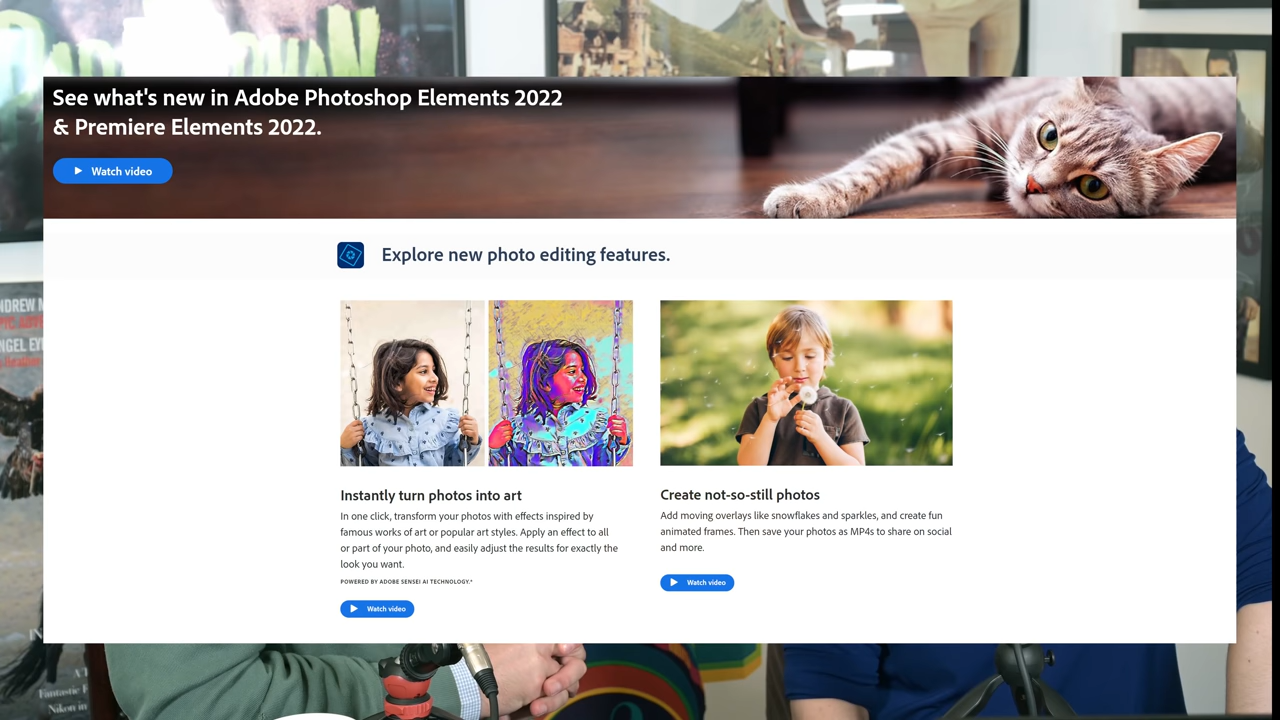 See what's new in Adobe Photoshop Elements 2022
& Premiere Elements 2022.
Watch video
Explore new photo editing features.
Instantly turn photos into art
In one click, transform your photos with effects inspired by
famous works of art or popular art styles. Apply an effect to all
or part of your photo, and easily adjust the results for exactly the
look you want.
POWERED BY ADOBE SENSEI AI TECHNOLOGY.*
Watch video
Create not-so-still photos
Add moving overlays like snowflakes and sparkles, and create fun
animated frames. Then save your photos as MP4s to share on social
and more.
Watch video
NDREW
NGEL
Fantastic
Nikon in